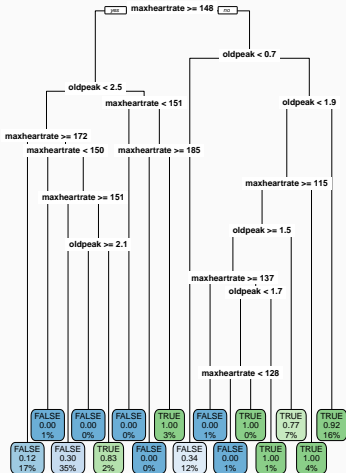 yes maxheartrate >= 148 no
oldpeak < 0.7
oldpeak < 2.5
maxheartrate < 151
oldpeak < 1.9
maxheartrate >= 172
maxheartrate < 150
maxheartrate >= 185
maxheartrate >= 151
maxheartrate >= 115
oldpeak >= 2.1
oldpeak >= 1.5
maxheartrate >= 137
oldpeak < 1.7
maxheartrate < 128
FALSE FALSE FALSE TRUE FALSE TRUE TRUE TRUE
0.00 0.00 0.00 1.00 0.00 1.00 0.77 0.92
1% 0% 0% 3% 1% 0% 7% 16%
FALSE FALSE TRUE FALSE FALSE FALSE TRUE TRUE
0.12 0.30 0.83 0.00 0.34 0.00 1.00 1.00
17% 35% 2% 0% 12% 1% 1% 4%